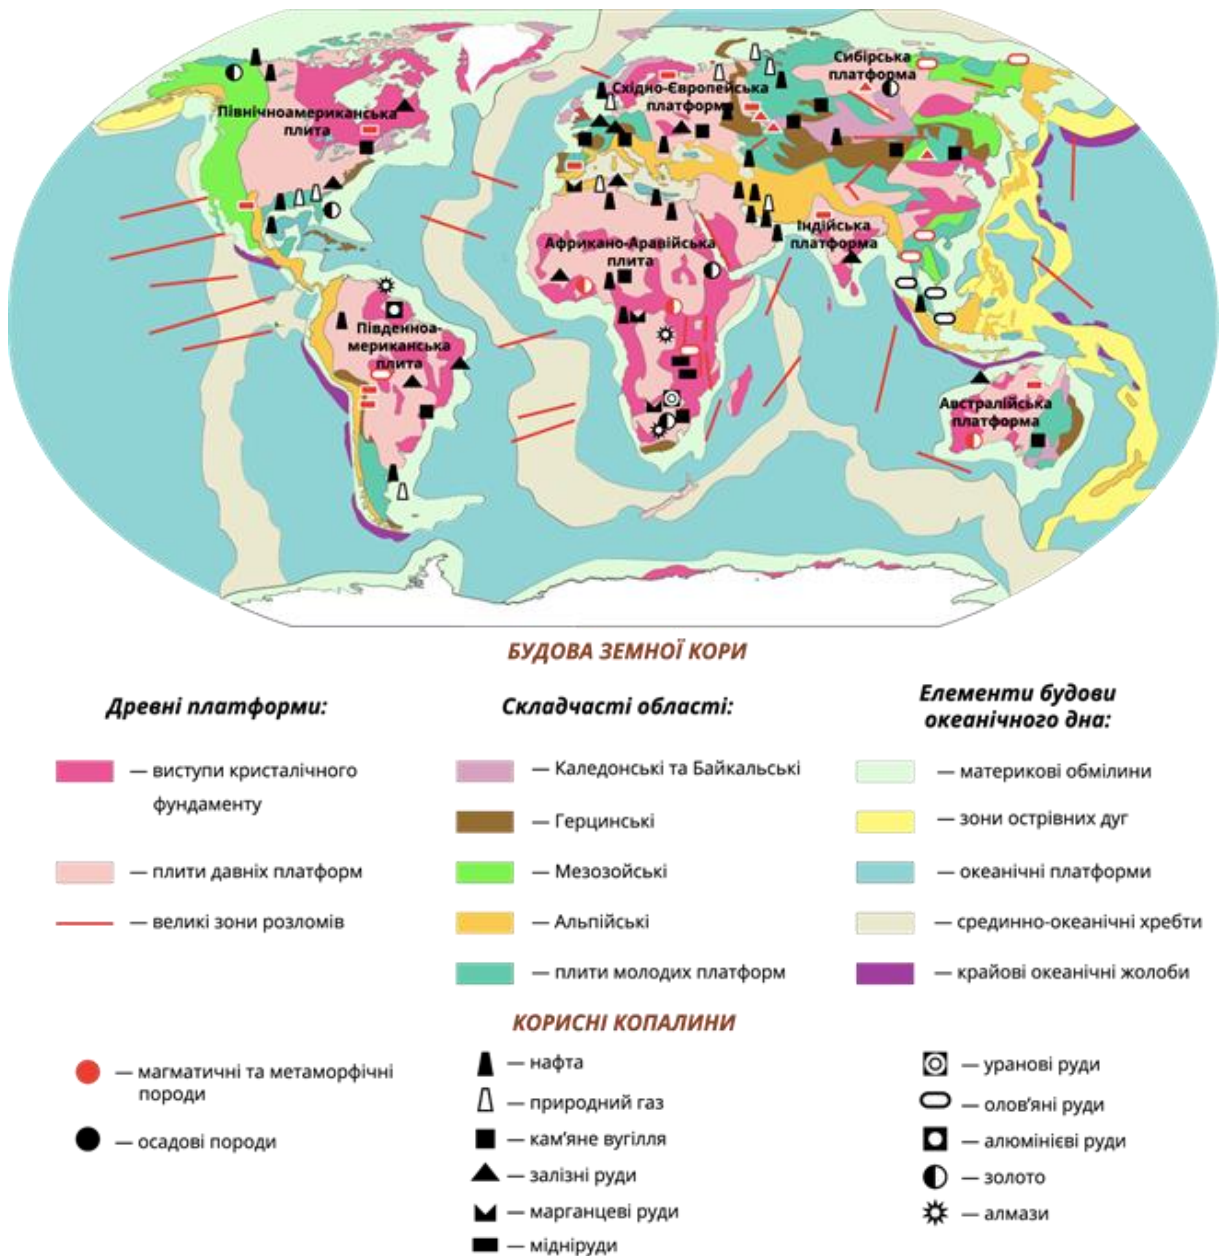 Сибірська
платформа
Східно-Європейська
платформа
Північноамериканська
плита
Індійська
платформа
Африкано-Аравійська
плита
Південноа-
мериканська
плита
Австралійська
платформа
БУДОВА ЗЕМНОЇ КОРИ
Древні платформи:
— виступи кристалічного
фундаменту
— плити давніх платформ
— великі зони розломів
Складчасті області:
— Каледонські та Байкальські
— Герцинські
— Мезозойські
— Альпійські
— плити молодих платформ
Елементи будови
океанічного дна:
— материкові обмілини
— зони острівних дуг
— океанічні платформи
— срединно-океанічні хребти
— крайові океанічні жолоби
КОРИСНІ КОПАЛИНИ
— магматичні та метаморфічні
породи
— осадові породи
— нафта
— природний газ
— кам’яне вугілля
— залізні руди
— марганцеві руди
— мідніруди
— уранові руди
— олов’яні руди
— алюмінієві руди
— золото
— алмази